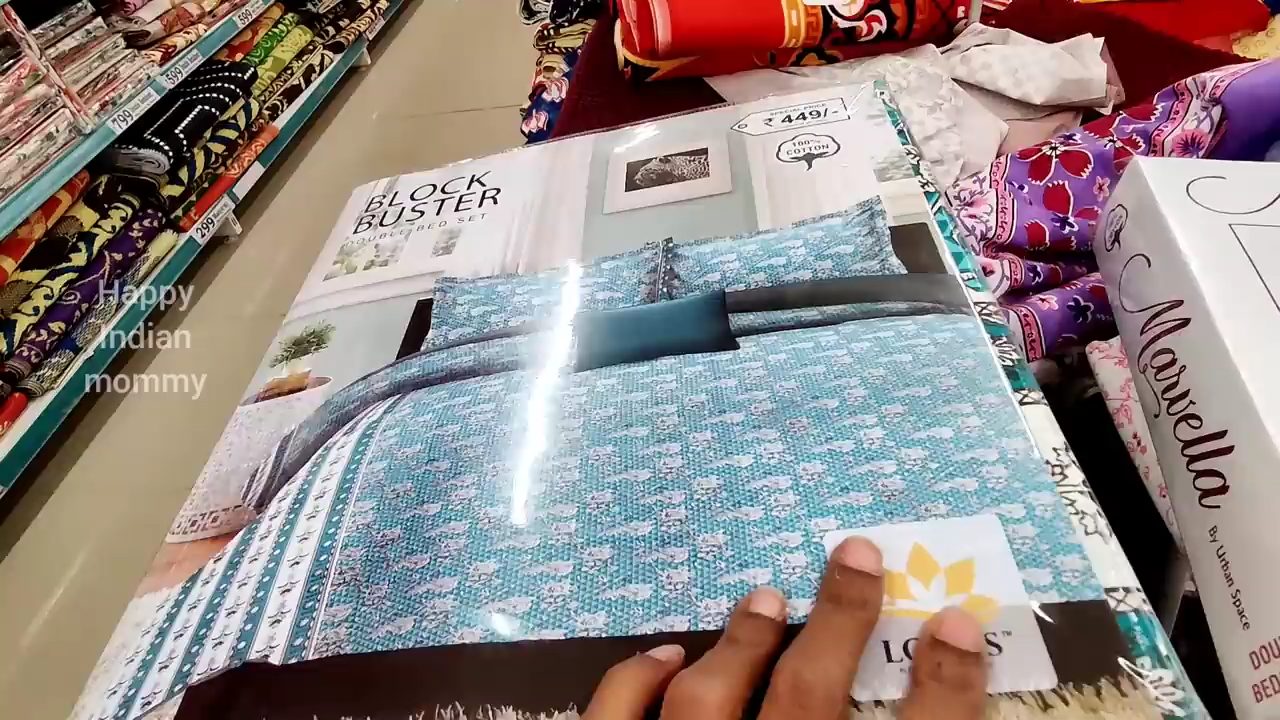 599
599
799
299
SPECIAL PRICE
₹ 449/-
100%
COTTON
BLOCK
BUSTER
DOUBLE BED SET
Happy
Indian
mommy
Marvella
By Urban Space
DOU
BED